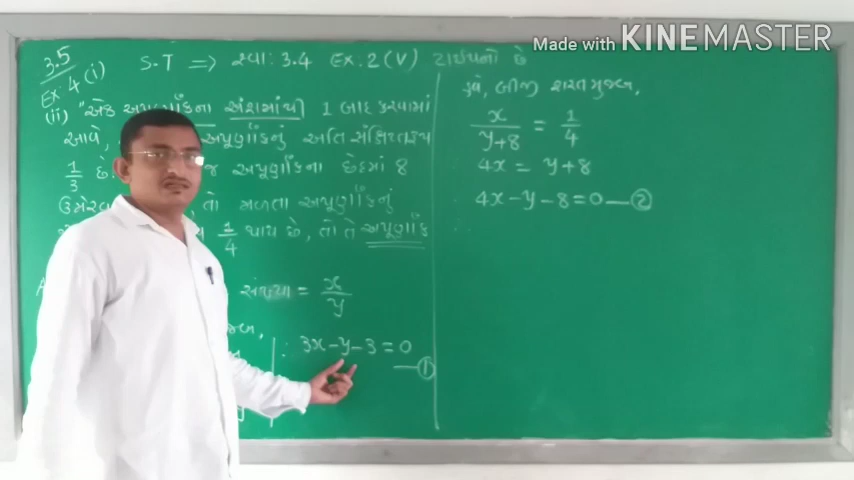 Made with KINEMASTER
3.5
Ex. 4 (i)
S.T ⇒ સ્વા: 3.4 Ex. 2 (V) ટાઈપનો છે
(ii) "એક અપૂર્ણાંકના અંશમાંથી 1 બાદ કરવામાં
આવે, અપૂર્ણાંકનું અતિ સંક્ષિપ્તરૂપ
1/3 છે. જ અપૂર્ણાંકના છેદમાં 8
ઉમેરવ તો મળતા અપૂર્ણાંકનું
1/4 થાય છે, તો તે અપૂર્ણાંક
સંખ્યા = x/y
∴ 3x - y - 3 = 0 — ①
હવે, બીજી શરત મુજબ,
x/(y+8) = 1/4
4x = y + 8
4x - y - 8 = 0 — ②